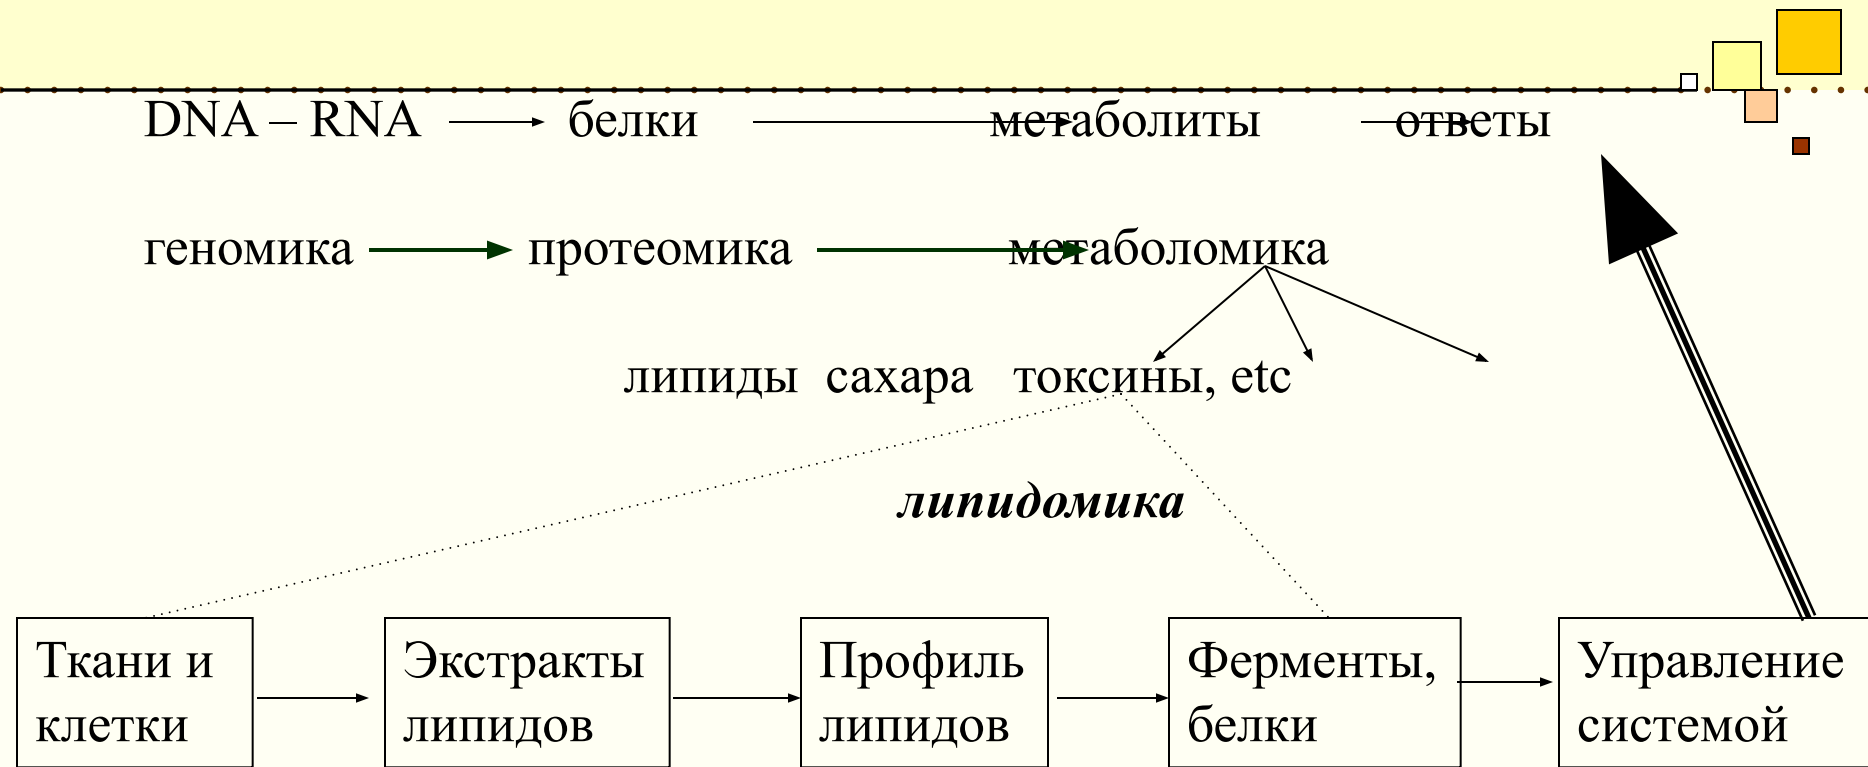 DNA – RNA белки метаболиты ответы
геномика протеомика метаболомика
липиды сахара токсины, etc
липидомика
Ткани и
клетки
Экстракты
липидов
Профиль
липидов
Ферменты,
белки
Управление
системой